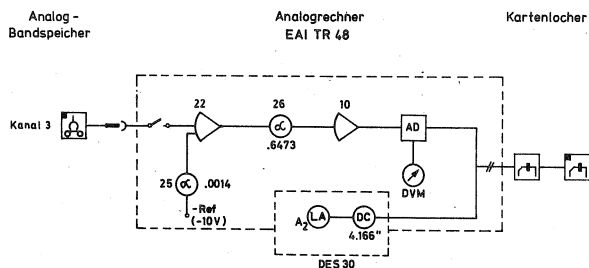 Analog-
Bandspeicher
Analogrechner
EAI TR 48
Kartenlocher
Kanal 3
22
26
10
α
.6473
AD
DVM
25
α
.0014
-Ref
(-10V)
A2
LA
DC
4.166"
DES 30